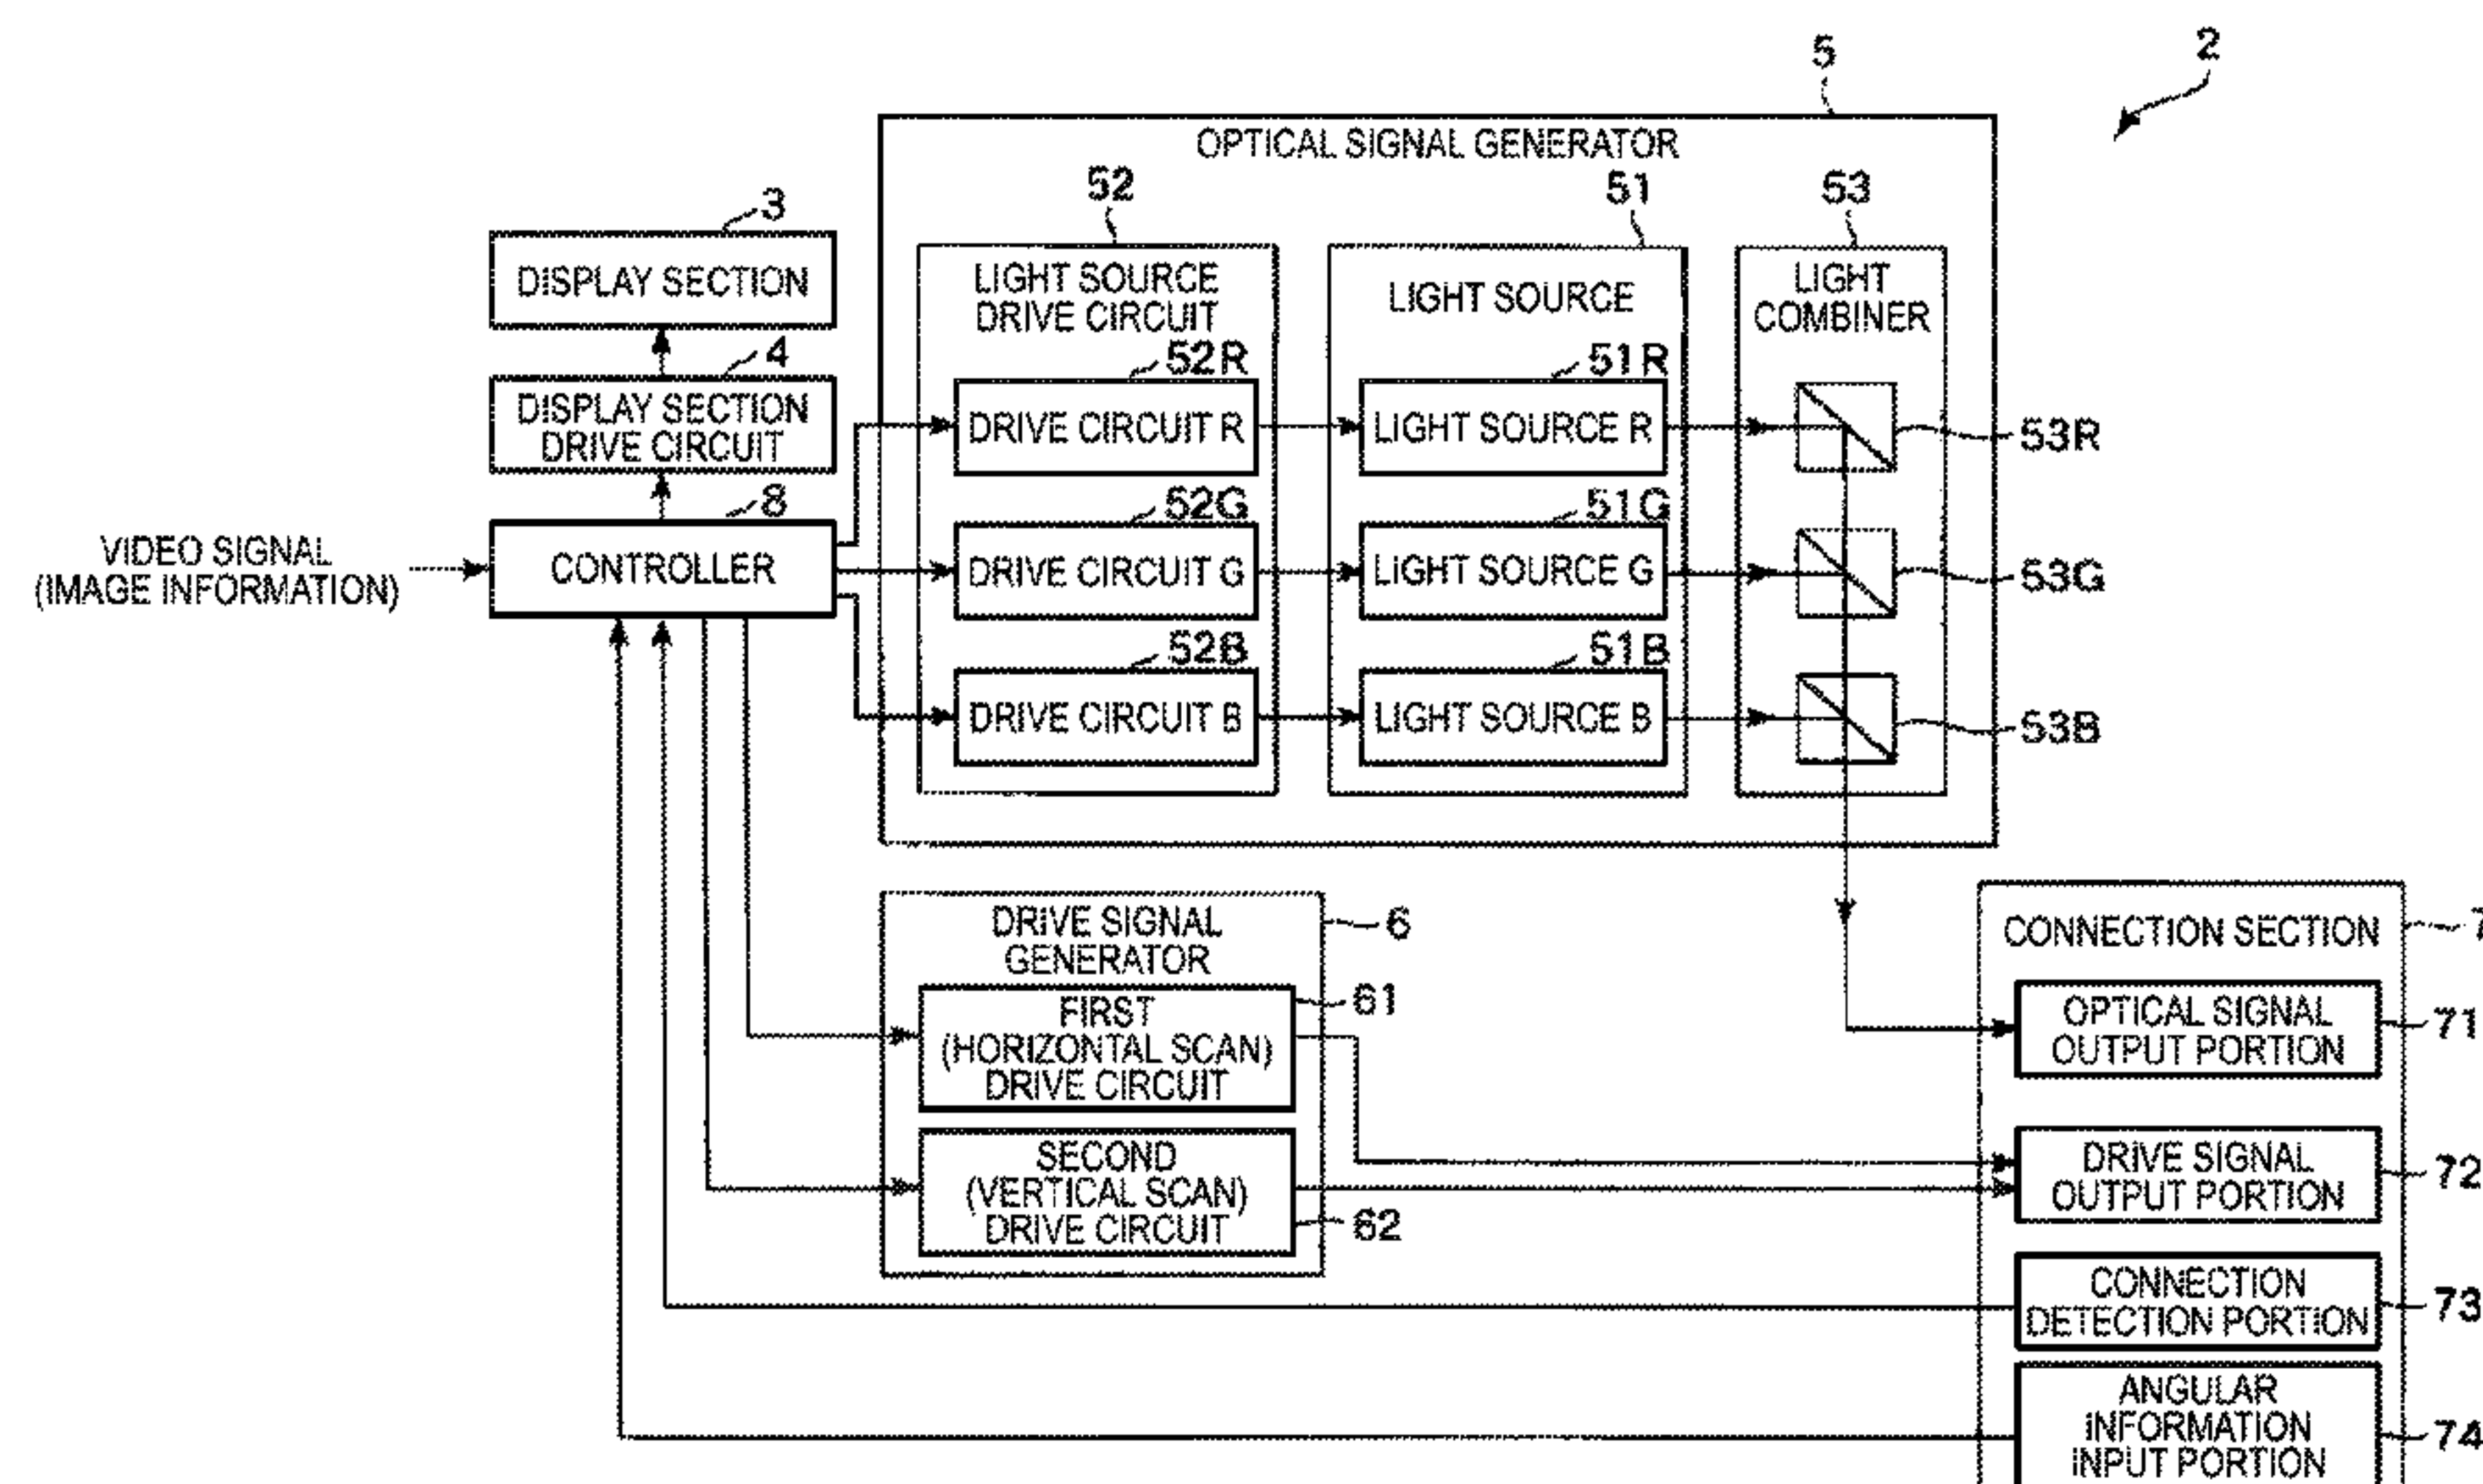 2
5
OPTICAL SIGNAL GENERATOR
52
51
53
3
DISPLAY SECTION
LIGHT SOURCE
DRIVE CIRCUIT
LIGHT SOURCE
LIGHT
COMBINER
4
DISPLAY SECTION
DRIVE CIRCUIT
52R
51R
DRIVE CIRCUIT R
LIGHT SOURCE R
53R
8
VIDEO SIGNAL
(IMAGE INFORMATION)
CONTROLLER
52G
51G
DRIVE CIRCUIT G
LIGHT SOURCE G
53G
52B
51B
DRIVE CIRCUIT B
LIGHT SOURCE B
53B
DRIVE SIGNAL
GENERATOR
6
CONNECTION SECTION
7
FIRST
(HORIZONTAL SCAN)
DRIVE CIRCUIT
61
OPTICAL SIGNAL
OUTPUT PORTION
71
SECOND
(VERTICAL SCAN)
DRIVE CIRCUIT
62
DRIVE SIGNAL
OUTPUT PORTION
72
CONNECTION
DETECTION PORTION
73
ANGULAR
INFORMATION
INPUT PORTION
74